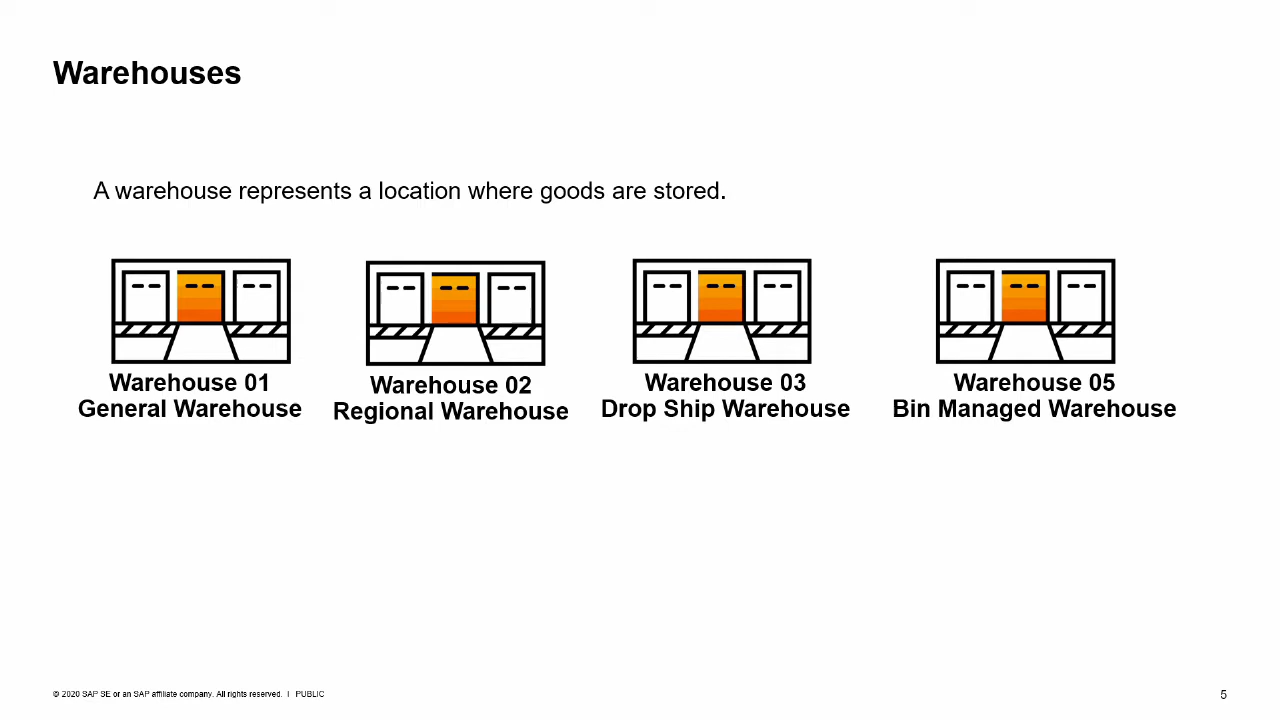 Warehouses
A warehouse represents a location where goods are stored.
Warehouse 01
General Warehouse
Warehouse 02
Regional Warehouse
Warehouse 03
Drop Ship Warehouse
Warehouse 05
Bin Managed Warehouse
© 2020 SAP SE or an SAP affiliate company. All rights reserved. I PUBLIC
5